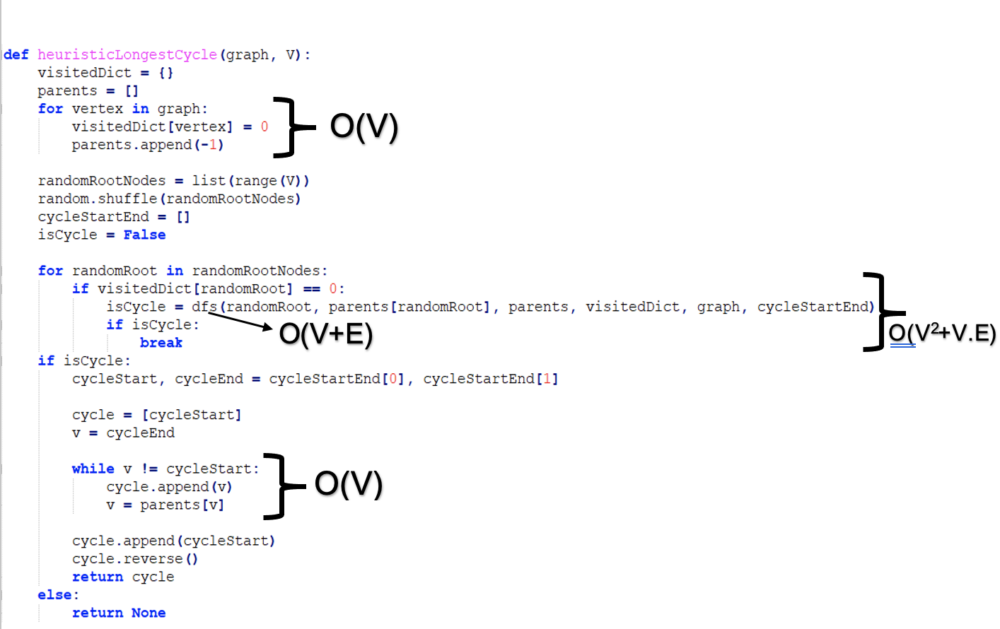 def heuristicLongestCycle(graph, V):
    visitedDict = {}
    parents = []
    for vertex in graph:
        visitedDict[vertex] = 0
        parents.append(-1)
O(V)
    randomRootNodes = list(range(V))
    random.shuffle(randomRootNodes)
    cycleStartEnd = []
    isCycle = False
    for randomRoot in randomRootNodes:
        if visitedDict[randomRoot] == 0:
            isCycle = dfs(randomRoot, parents[randomRoot], parents, visitedDict, graph, cycleStartEnd)
            if isCycle:
                break
O(V+E)
O(V²+V.E)
    if isCycle:
        cycleStart, cycleEnd = cycleStartEnd[0], cycleStartEnd[1]
        cycle = [cycleStart]
        v = cycleEnd
        while v != cycleStart:
            cycle.append(v)
            v = parents[v]
O(V)
        cycle.append(cycleStart)
        cycle.reverse()
        return cycle
    else:
        return None